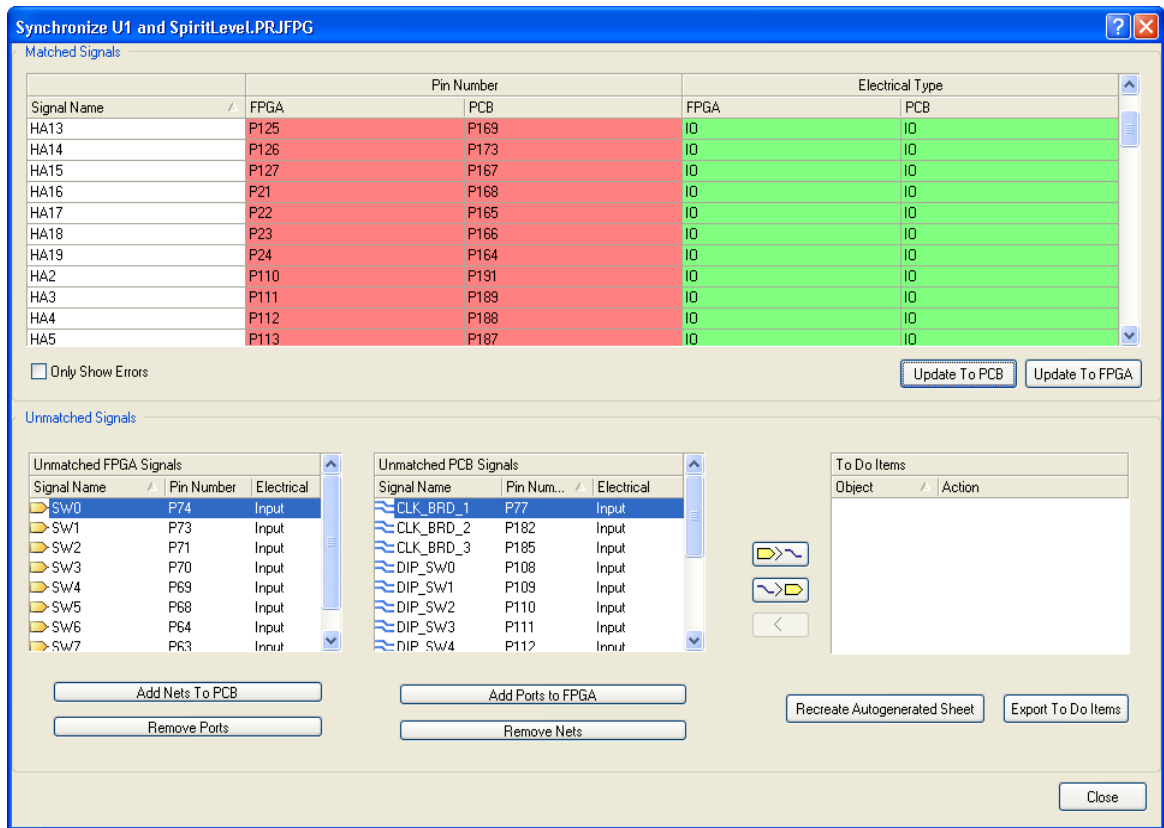 Synchronize U1 and SpiritLevel.PRJFPG
Matched Signals
Pin Number Electrical Type
Signal Name FPGA PCB FPGA PCB
HA13 P125 P169 IO IO
HA14 P126 P173 IO IO
HA15 P127 P167 IO IO
HA16 P21 P168 IO IO
HA17 P22 P165 IO IO
HA18 P23 P166 IO IO
HA19 P24 P164 IO IO
HA2 P110 P191 IO IO
HA3 P111 P189 IO IO
HA4 P112 P188 IO IO
HA5 P113 P187 IO IO
Only Show Errors
Update To PCB Update To FPGA
Unmatched Signals
Unmatched FPGA Signals
Signal Name Pin Number Electrical
SW0 P74 Input
SW1 P73 Input
SW2 P71 Input
SW3 P70 Input
SW4 P69 Input
SW5 P68 Input
SW6 P64 Input
SW7 P63 Input
Add Nets To PCB
Remove Ports
Unmatched PCB Signals
Signal Name Pin Num... Electrical
CLK_BRD_1 P77 Input
CLK_BRD_2 P182 Input
CLK_BRD_3 P185 Input
DIP_SW0 P108 Input
DIP_SW1 P109 Input
DIP_SW2 P110 Input
DIP_SW3 P111 Input
DIP_SW4 P112 Input
Add Ports to FPGA
Remove Nets
To Do Items
Object Action
Recreate Autogenerated Sheet Export To Do Items
Close